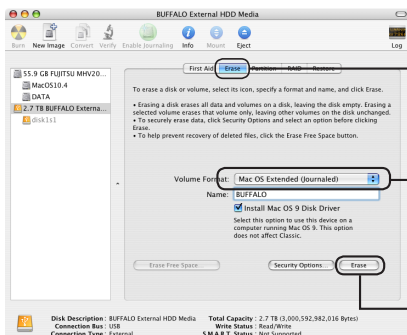 BUFFALO External HDD Media
Burn New Image Convert Verify Enable Journaling Info Mount Eject Log
First Aid Erase Partition RAID Restore
55.9 GB FUJITSU MHV20...
MacOS10.4
DATA
2.7 TB BUFFALO Externa...
disk1s1
To erase a disk or volume, select its icon, specify a format and name, and click Erase.
• Erasing a disk erases all data and volumes on a disk, leaving the disk empty. Erasing a
selected volume erases that volume only, leaving other volumes on the disk unchanged.
• To securely erase data, click Security Options and select an option before clicking
Erase.
• To help prevent recovery of deleted files, click the Erase Free Space button.
Volume Format: Mac OS Extended (Journaled)
Name: BUFFALO
Install Mac OS 9 Disk Driver
Select this option to use this device on a
computer running Mac OS 9. This option
does not affect Classic.
Erase Free Space... Security Options... Erase
Disk Description : BUFFALO External HDD Media Total Capacity : 2.7 TB (3,000,592,982,016 Bytes)
Connection Bus : USB Write Status : Read/Write
Connection Type : External S.M.A.R.T. Status : Not Supported